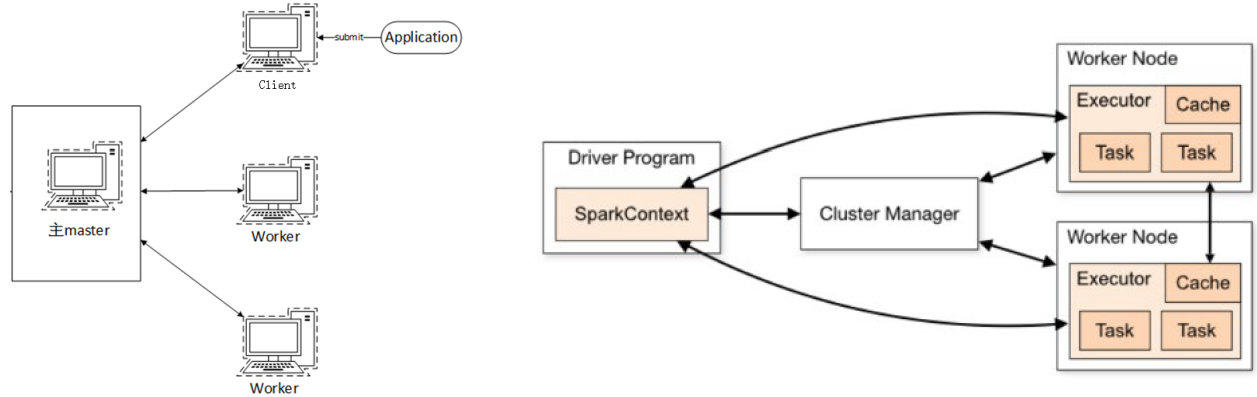 submit
Application
Client
主master
Worker
Worker
Driver Program
SparkContext
Cluster Manager
Worker Node
Executor
Cache
Task
Task
Worker Node
Executor
Cache
Task
Task